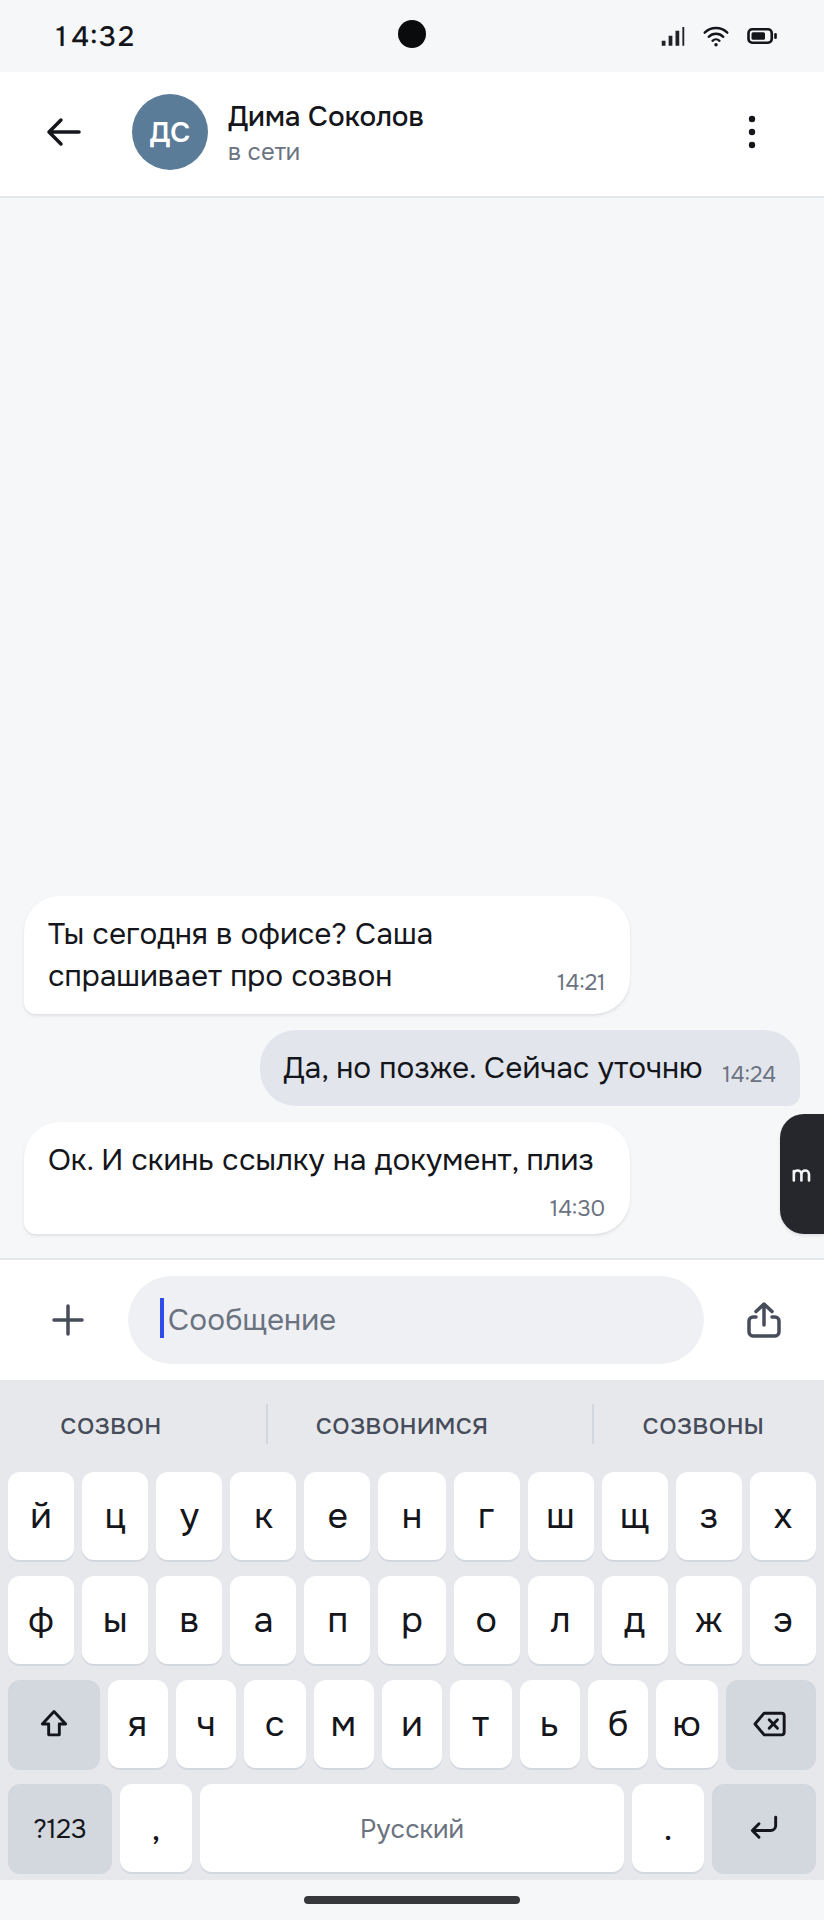 14:32
ДС
Дима Соколов
в сети
Ты сегодня в офисе? Саша
спрашивает про созвон
14:21
Да, но позже. Сейчас уточню 14:24
Ок. И скинь ссылку на документ, плиз
14:30
m
Сообщение
созвон созвонимся созвоны
й ц у к е н г ш щ з х
ф ы в а п р о л д ж э
я ч с м и т ь б ю
?123 , Русский .